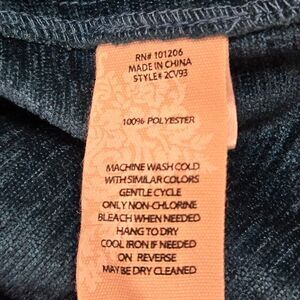 RN# 101206
MADE IN CHINA
STYLE# 2CV93
100% POLYESTER
MACHINE WASH COLD
WITH SIMILAR COLORS
GENTLE CYCLE
ONLY NON-CHLORINE
BLEACH WHEN NEEDED
HANG TO DRY
COOL IRON IF NEEDED
ON REVERSE
MAY BE DRY CLEANED